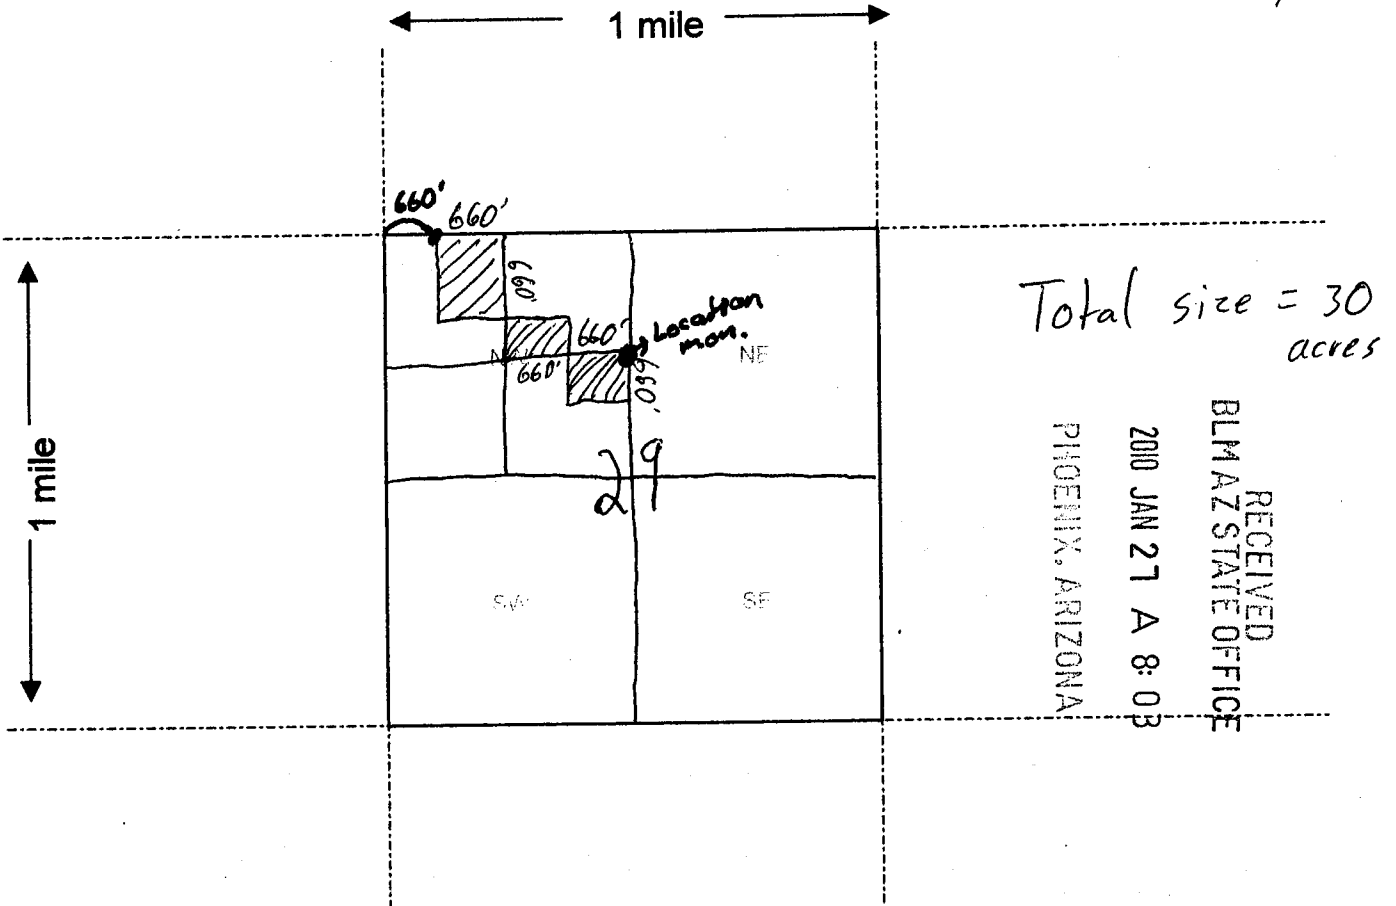 1 mile
660'
660'
660'
Location
mon.
660'
660'
660'
NW
NE
29
SW
SE
1 mile
Total size = 30
acres
RECEIVED
BLM AZ STATE OFFICE
2010 JAN 27 A 8: 03
PHOENIX, ARIZONA